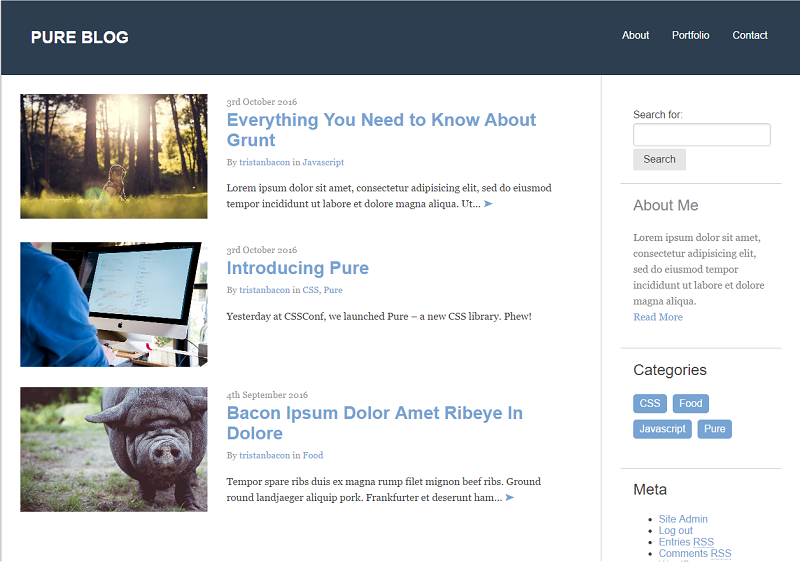 PURE BLOG
About Portfolio Contact
3rd October 2016
Everything You Need to Know About
Grunt
By tristanbacon in Javascript
Lorem ipsum dolor sit amet, consectetur adipisicing elit, sed do eiusmod
tempor incididunt ut labore et dolore magna aliqua. Ut... ➤
3rd October 2016
Introducing Pure
By tristanbacon in CSS, Pure
Yesterday at CSSConf, we launched Pure – a new CSS library. Phew!
4th September 2016
Bacon Ipsum Dolor Amet Ribeye In
Dolore
By tristanbacon in Food
Tempor spare ribs duis ex magna rump filet mignon beef ribs. Ground
round landjaeger aliquip pork. Frankfurter et deserunt ham... ➤
Search for:
Search
About Me
Lorem ipsum dolor sit amet,
consectetur adipisicing elit,
sed do eiusmod tempor
incididunt ut labore et dolore
magna aliqua.
Read More
Categories
CSS Food
Javascript Pure
Meta
Site Admin
Log out
Entries RSS
Comments RSS